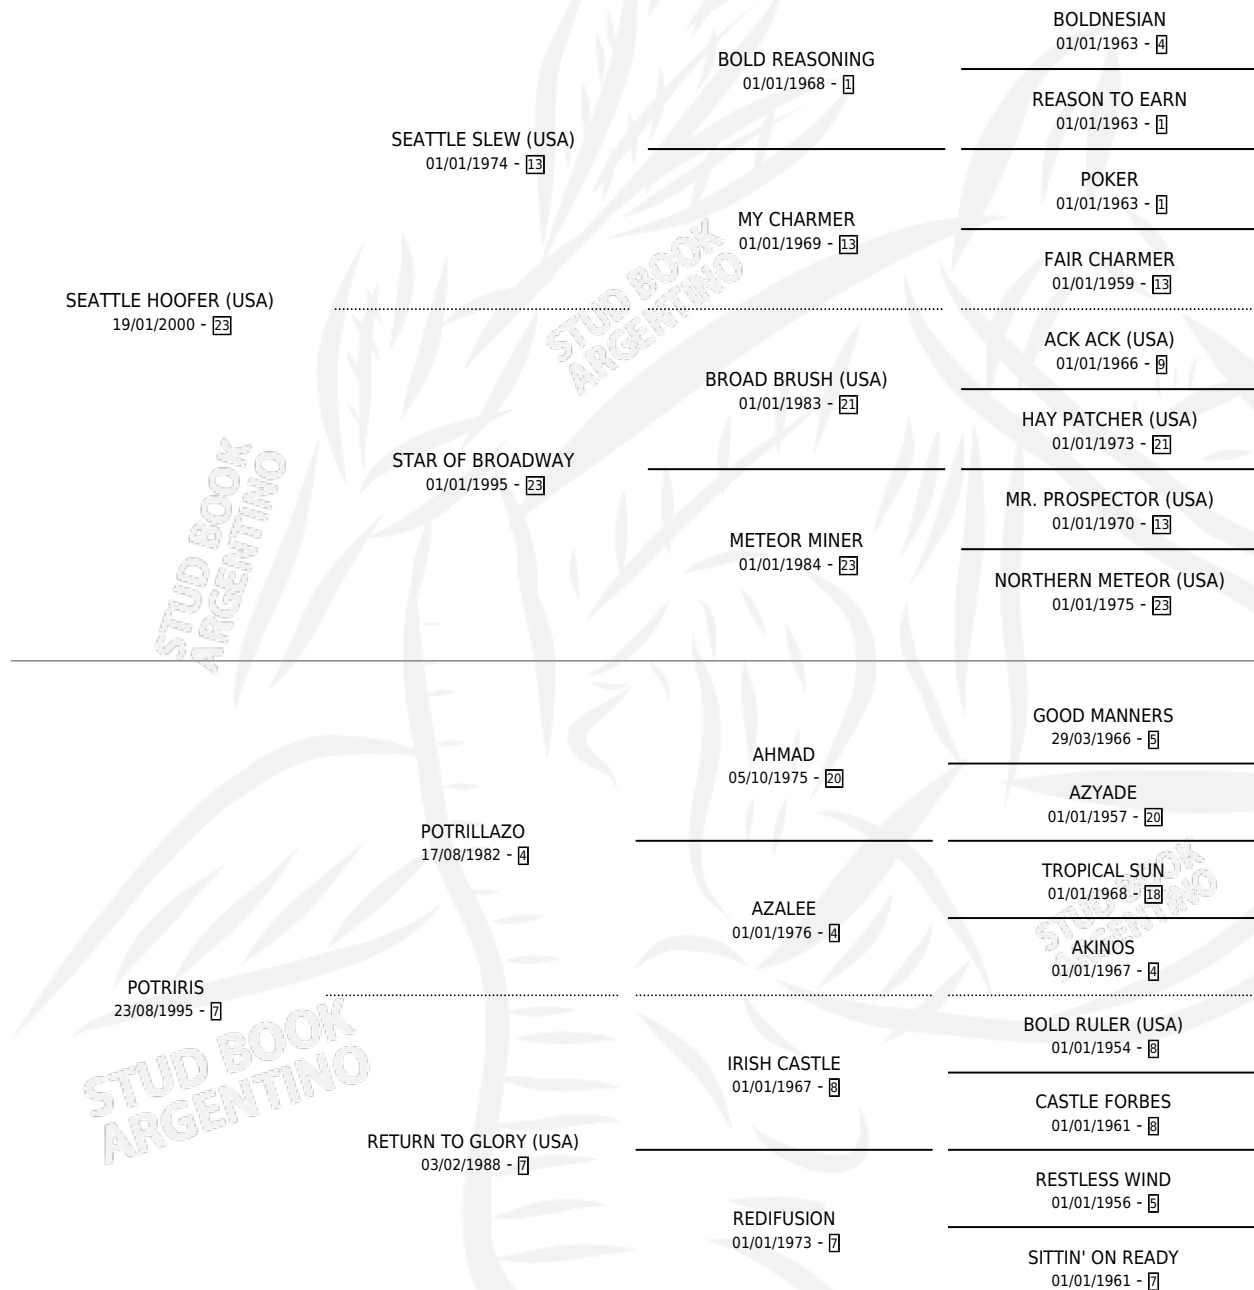 BOLDNESIAN
01/01/1963 - 4
BOLD REASONING
01/01/1968 - 1
REASON TO EARN
01/01/1963 - 1
SEATTLE SLEW (USA)
01/01/1974 - 13
POKER
01/01/1963 - 1
MY CHARMER
01/01/1969 - 13
FAIR CHARMER
01/01/1959 - 13
SEATTLE HOOFER (USA)
19/01/2000 - 23
STUD BOOK
ARGENTINO
ACK ACK (USA)
01/01/1966 - 9
BROAD BRUSH (USA)
01/01/1983 - 21
HAY PATCHER (USA)
01/01/1973 - 21
STAR OF BROADWAY
01/01/1995 - 23
MR. PROSPECTOR (USA)
01/01/1970 - 13
METEOR MINER
01/01/1984 - 23
NORTHERN METEOR (USA)
01/01/1975 - 23
STUD BOOK
ARGENTINO
GOOD MANNERS
29/03/1966 - 5
AHMAD
05/10/1975 - 20
AZYADE
01/01/1957 - 20
POTRILLAZO
17/08/1982 - 4
TROPICAL SUN
01/01/1968 - 18
AZALEE
01/01/1976 - 4
STUD BOOK
ARGENTINO
AKINOS
01/01/1967 - 4
POTRIRIS
23/08/1995 - 7
BOLD RULER (USA)
01/01/1954 - 8
IRISH CASTLE
01/01/1967 - 8
STUD BOOK
ARGENTINO
CASTLE FORBES
01/01/1961 - 8
RETURN TO GLORY (USA)
03/02/1988 - 7
RESTLESS WIND
01/01/1956 - 5
REDIFUSION
01/01/1973 - 7
SITTIN' ON READY
01/01/1961 - 7